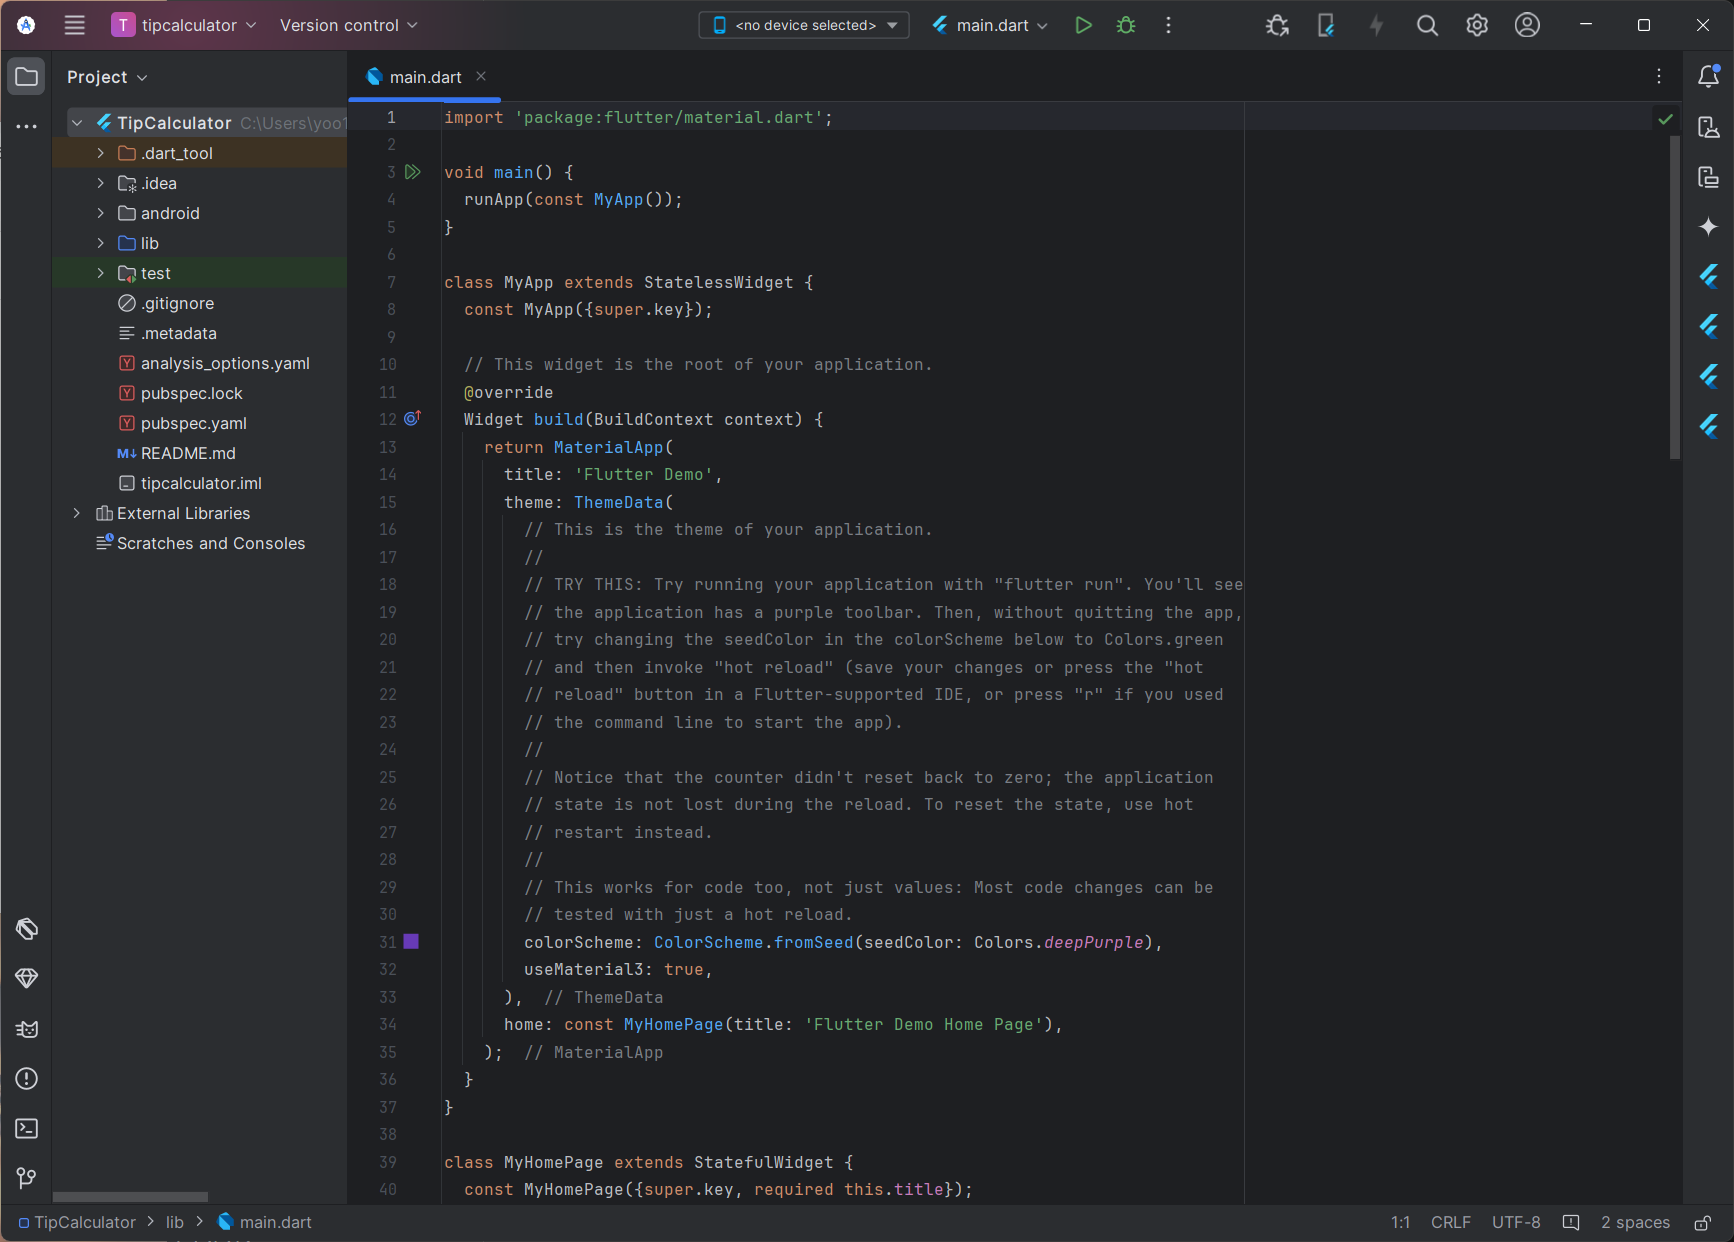 T tipcalculator
Version control
<no device selected>
main.dart
Project
main.dart
TipCalculator C:\Users\yoo1
.dart_tool
.idea
android
lib
test
.gitignore
.metadata
analysis_options.yaml
pubspec.lock
pubspec.yaml
README.md
tipcalculator.iml
External Libraries
Scratches and Consoles
1 import 'package:flutter/material.dart';
2
3 void main() {
4 runApp(const MyApp());
5 }
6
7 class MyApp extends StatelessWidget {
8 const MyApp({super.key});
9
10 // This widget is the root of your application.
11 @override
12 Widget build(BuildContext context) {
13 return MaterialApp(
14 title: 'Flutter Demo',
15 theme: ThemeData(
16 // This is the theme of your application.
17 //
18 // TRY THIS: Try running your application with "flutter run". You'll see
19 // the application has a purple toolbar. Then, without quitting the app,
20 // try changing the seedColor in the colorScheme below to Colors.green
21 // and then invoke "hot reload" (save your changes or press the "hot
22 // reload" button in a Flutter-supported IDE, or press "r" if you used
23 // the command line to start the app).
24 //
25 // Notice that the counter didn't reset back to zero; the application
26 // state is not lost during the reload. To reset the state, use hot
27 // restart instead.
28 //
29 // This works for code too, not just values: Most code changes can be
30 // tested with just a hot reload.
31 colorScheme: ColorScheme.fromSeed(seedColor: Colors.deepPurple),
32 useMaterial3: true,
33 ), // ThemeData
34 home: const MyHomePage(title: 'Flutter Demo Home Page'),
35 ); // MaterialApp
36 }
37 }
38
39 class MyHomePage extends StatefulWidget {
40 const MyHomePage({super.key, required this.title});
TipCalculator > lib > main.dart
1:1 CRLF UTF-8 2 spaces